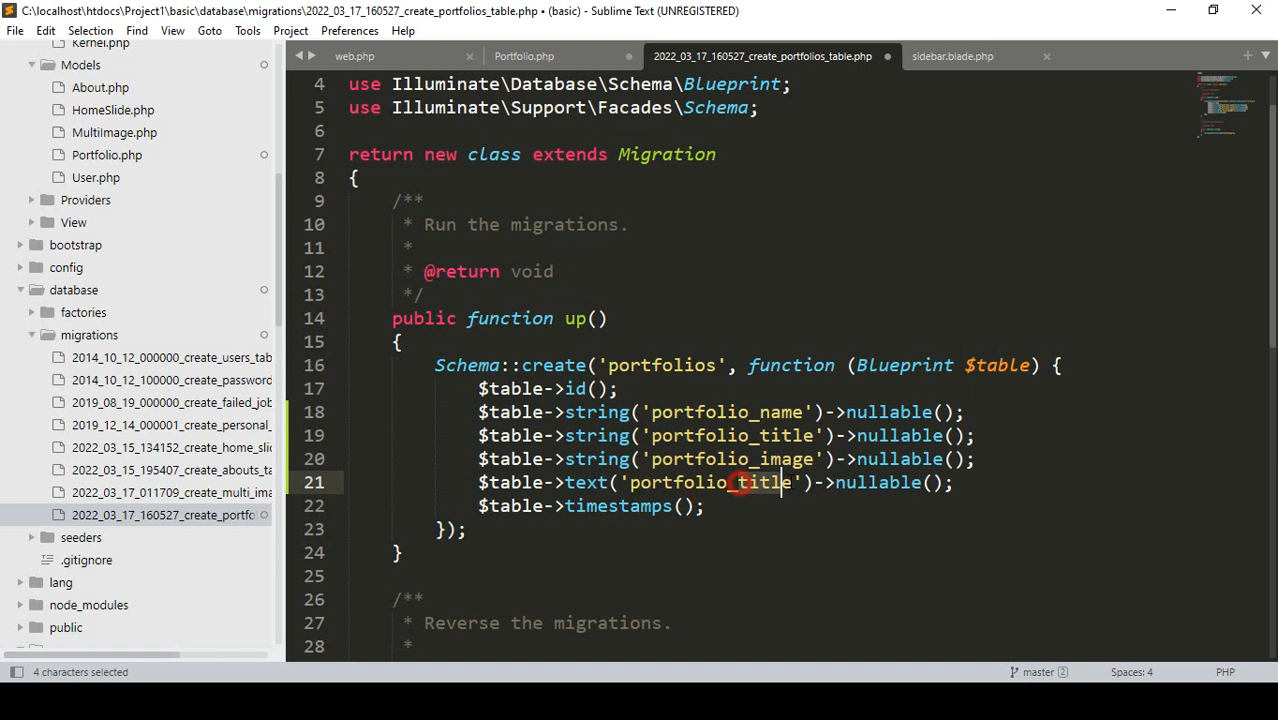 C:\localhost\htdocs\Project1\basic\database\migrations\2022_03_17_160527_create_portfolios_table.php • (basic) - Sublime Text (UNREGISTERED)
File Edit Selection Find View Goto Tools Project Preferences Help
web.php Portfolio.php 2022_03_17_160527_create_portfolios_table.php sidebar.blade.php
Kernel.php
Models
About.php
HomeSlide.php
MultiImage.php
Portfolio.php
User.php
Providers
View
bootstrap
config
database
factories
migrations
2014_10_12_000000_create_users_tab
2014_10_12_100000_create_password
2019_08_19_000000_create_failed_job
2019_12_14_000001_create_personal_
2022_03_15_134152_create_home_slic
2022_03_15_195407_create_abouts_ta
2022_03_17_011709_create_multi_ima
2022_03_17_160527_create_portfo
seeders
.gitignore
lang
node_modules
public
4 use Illuminate\Database\Schema\Blueprint;
5 use Illuminate\Support\Facades\Schema;
6
7 return new class extends Migration
8 {
9 /**
10 * Run the migrations.
11 *
12 * @return void
13 */
14 public function up()
15 {
16 Schema::create('portfolios', function (Blueprint $table) {
17 $table->id();
18 $table->string('portfolio_name')->nullable();
19 $table->string('portfolio_title')->nullable();
20 $table->string('portfolio_image')->nullable();
21 $table->text('portfolio_title')->nullable();
22 $table->timestamps();
23 });
24 }
25
26 /**
27 * Reverse the migrations.
28 *
4 characters selected master 2 Spaces: 4 PHP